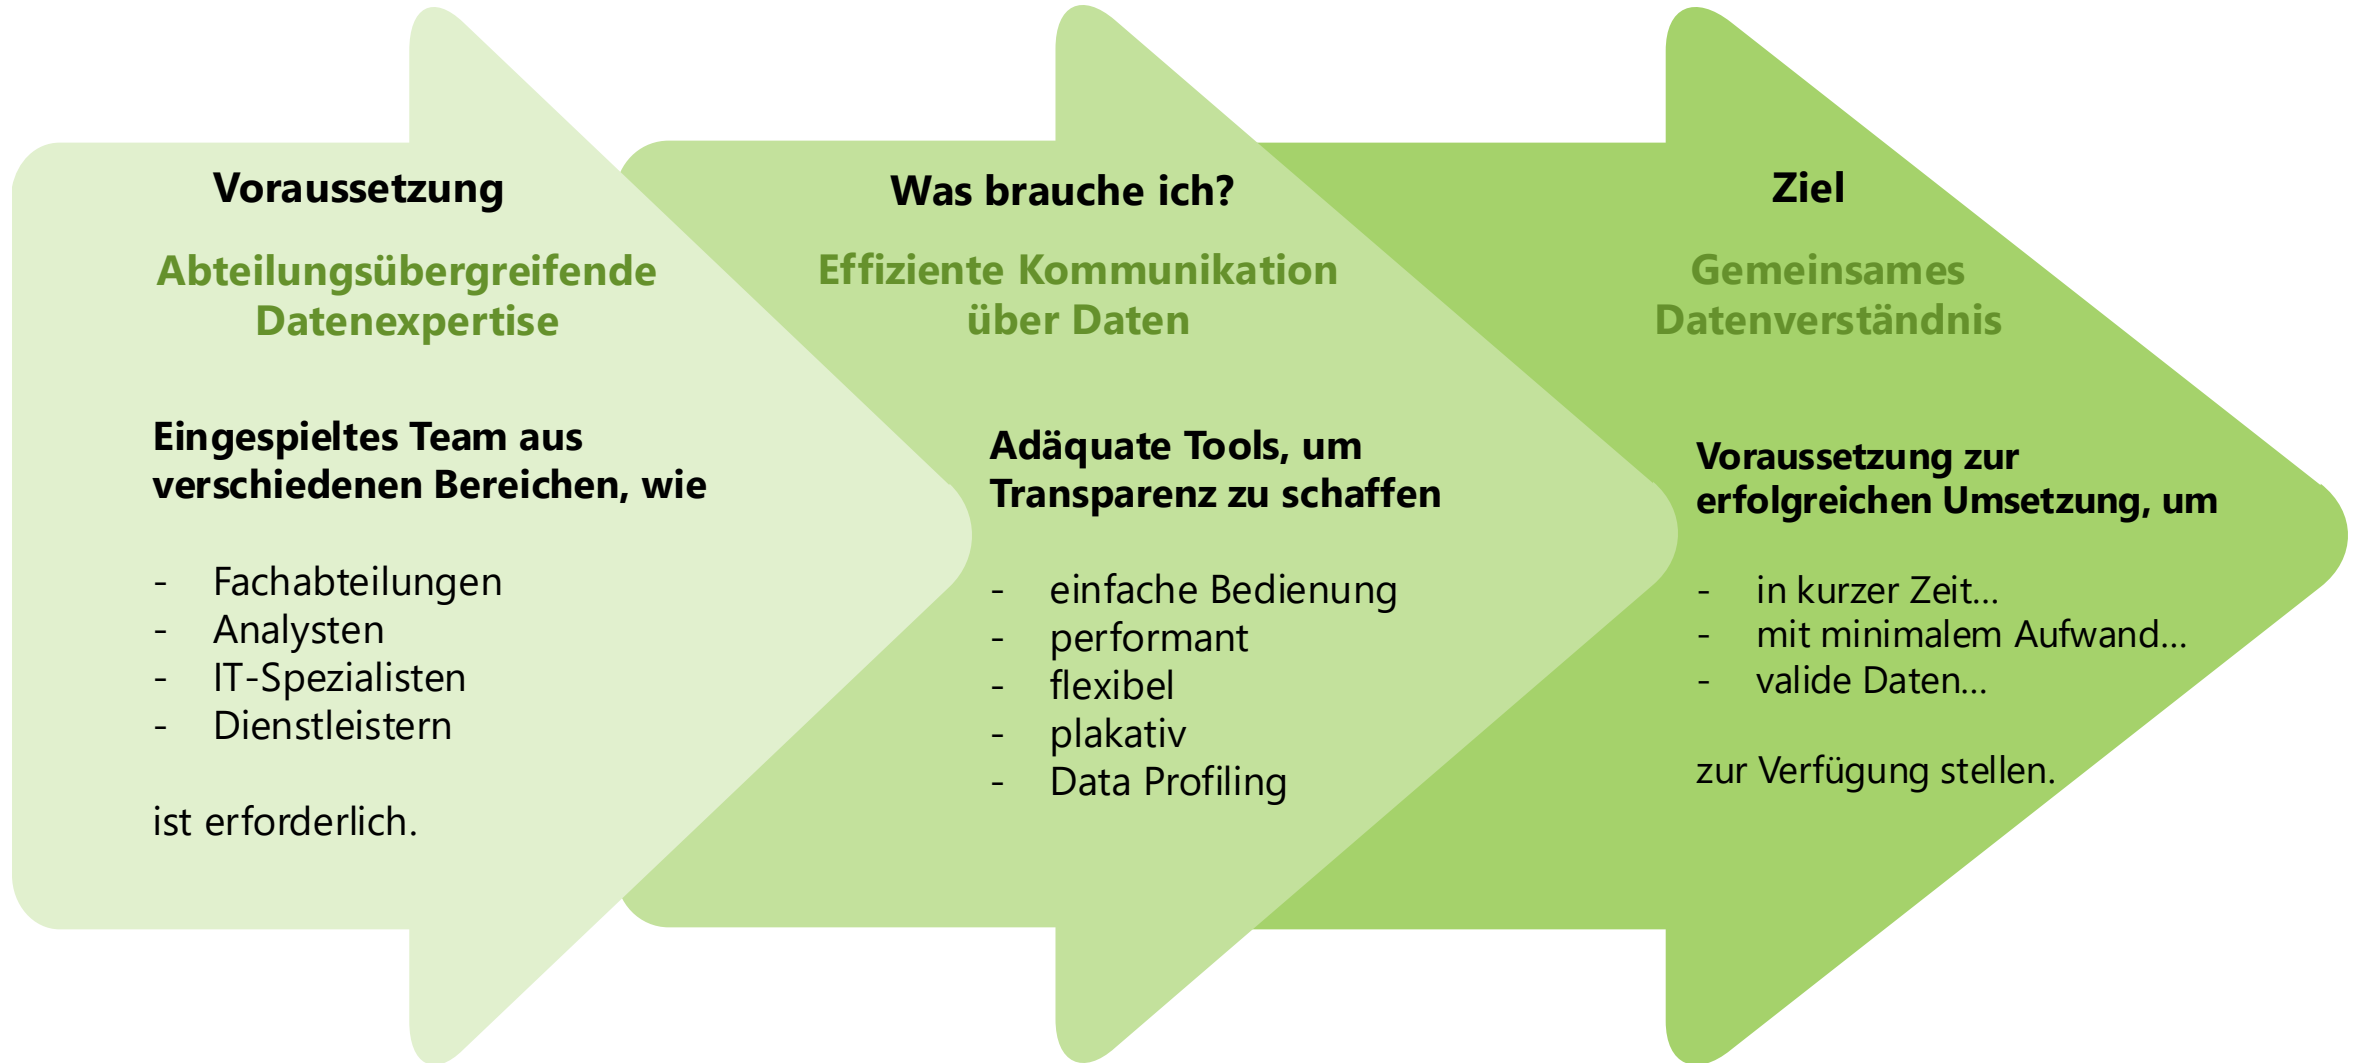 Voraussetzung
Abteilungsübergreifende
Datenexpertise
Eingespieltes Team aus
verschiedenen Bereichen, wie
- Fachabteilungen
- Analysten
- IT-Spezialisten
- Dienstleistern
ist erforderlich.
Was brauche ich?
Effiziente Kommunikation
über Daten
Adäquate Tools, um
Transparenz zu schaffen
- einfache Bedienung
- performant
- flexibel
- plakativ
- Data Profiling
Ziel
Gemeinsames
Datenverständnis
Voraussetzung zur
erfolgreichen Umsetzung, um
- in kurzer Zeit...
- mit minimalem Aufwand...
- valide Daten...
zur Verfügung stellen.